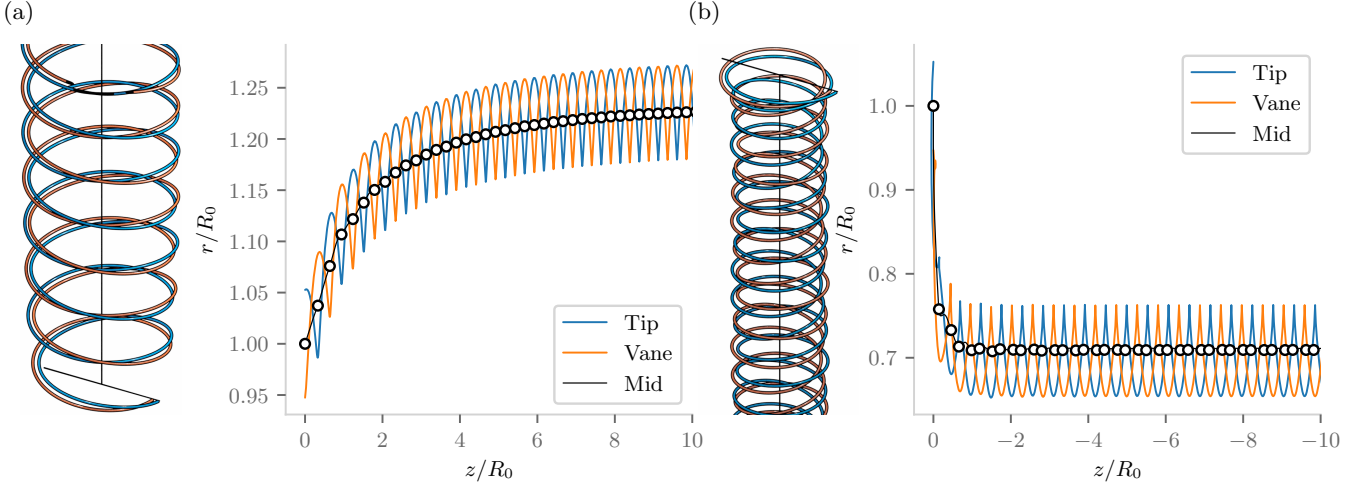 (a)
r/R₀
1.25
1.20
1.15
1.10
1.05
1.00
0.95
0
2
4
6
8
10
z/R₀
Tip
Vane
Mid
(b)
r/R₀
1.0
0.9
0.8
0.7
0
−2
−4
−6
−8
−10
z/R₀
Tip
Vane
Mid